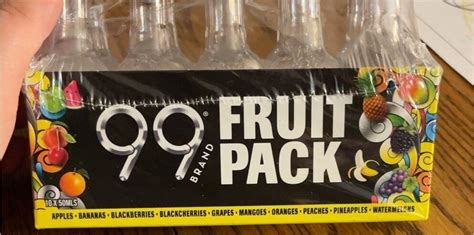 99® BRAND
FRUIT
PACK
10 X 50MLS
APPLES • BANANAS • BLACKBERRIES • BLACKCHERRIES • GRAPES • MANGOES • ORANGES • PEACHES • PINEAPPLES • WATERMELONS